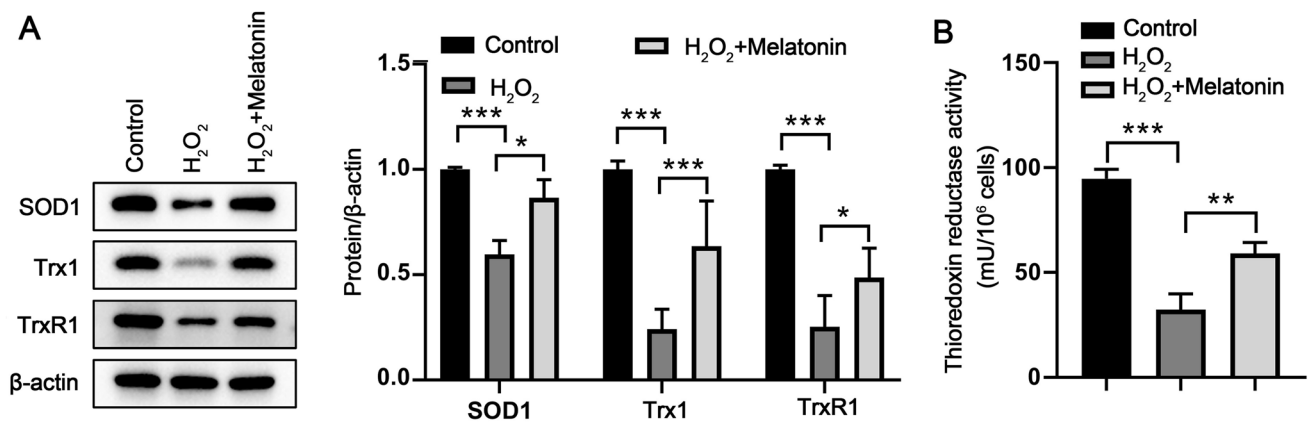 A
Control
H₂O₂
H₂O₂+Melatonin
SOD1
Trx1
TrxR1
β-actin
Control
H₂O₂
H₂O₂+Melatonin
Protein/β-actin
1.5
1.0
0.5
0.0
***
*
***
***
***
*
SOD1
Trx1
TrxR1
B
Control
H₂O₂
H₂O₂+Melatonin
Thioredoxin reductase activity
(mU/10⁶ cells)
150
100
50
0
***
**